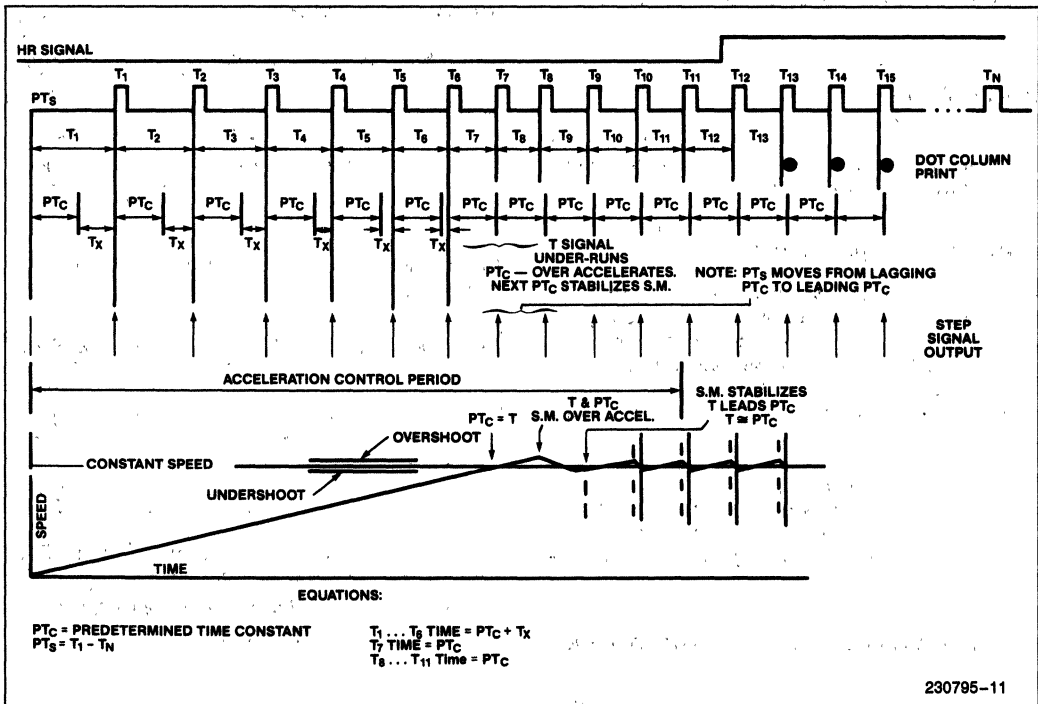 HR SIGNAL
T1 T2 T3 T4 T5 T6 T7 T8 T9 T10 T11 T12 T13 T14 T15 TN
PTS
T1 T2 T3 T4 T5 T6 T7 T8 T9 T10 T11 T12 T13
DOT COLUMN
PRINT
PTC PTC PTC PTC PTC PTC PTC PTC PTC PTC PTC PTC PTC PTC
TX TX TX TX TX TX
T SIGNAL
UNDER-RUNS
PTC — OVER ACCELERATES.
NEXT PTC STABILIZES S.M.
NOTE: PTS MOVES FROM LAGGING
PTC TO LEADING PTC
STEP
SIGNAL
OUTPUT
ACCELERATION CONTROL PERIOD
PTC = T
T & PTC
S.M. OVER ACCEL.
S.M. STABILIZES
T LEADS PTC
T ≅ PTC
OVERSHOOT
CONSTANT SPEED
UNDERSHOOT
SPEED
TIME
EQUATIONS:
PTC = PREDETERMINED TIME CONSTANT
PTS = T1 - TN
T1 ... T6 TIME = PTC + TX
T7 TIME = PTC
T8 ... T11 Time = PTC
230795-11